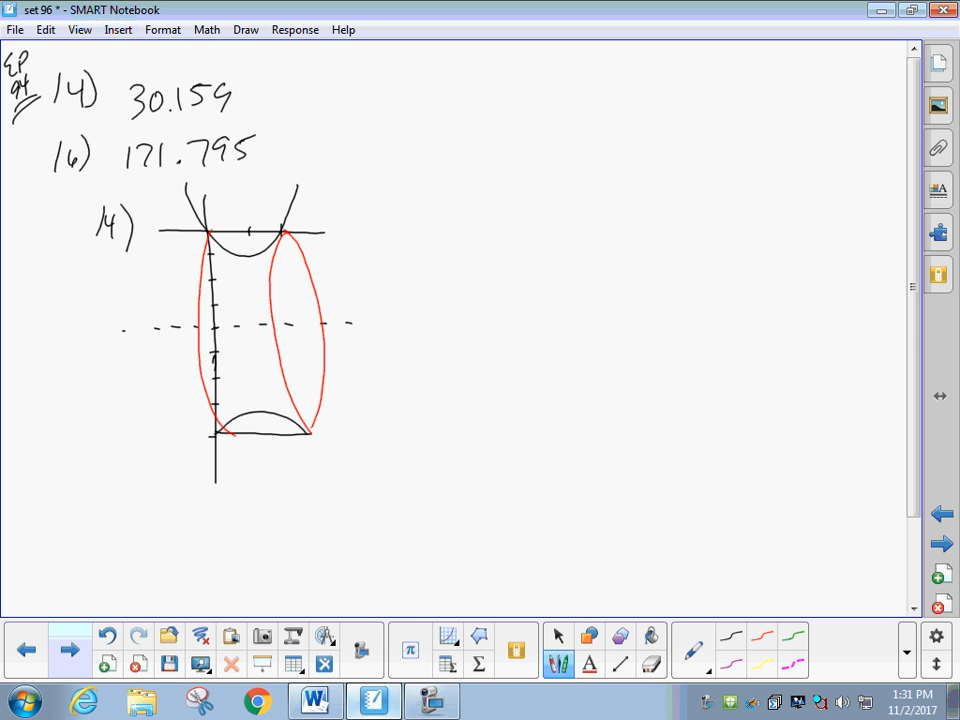 set 96 * - SMART Notebook
File Edit View Insert Format Math Draw Response Help
EP
94
14) 30.159
16) 171.795
14)
1:31 PM
11/2/2017